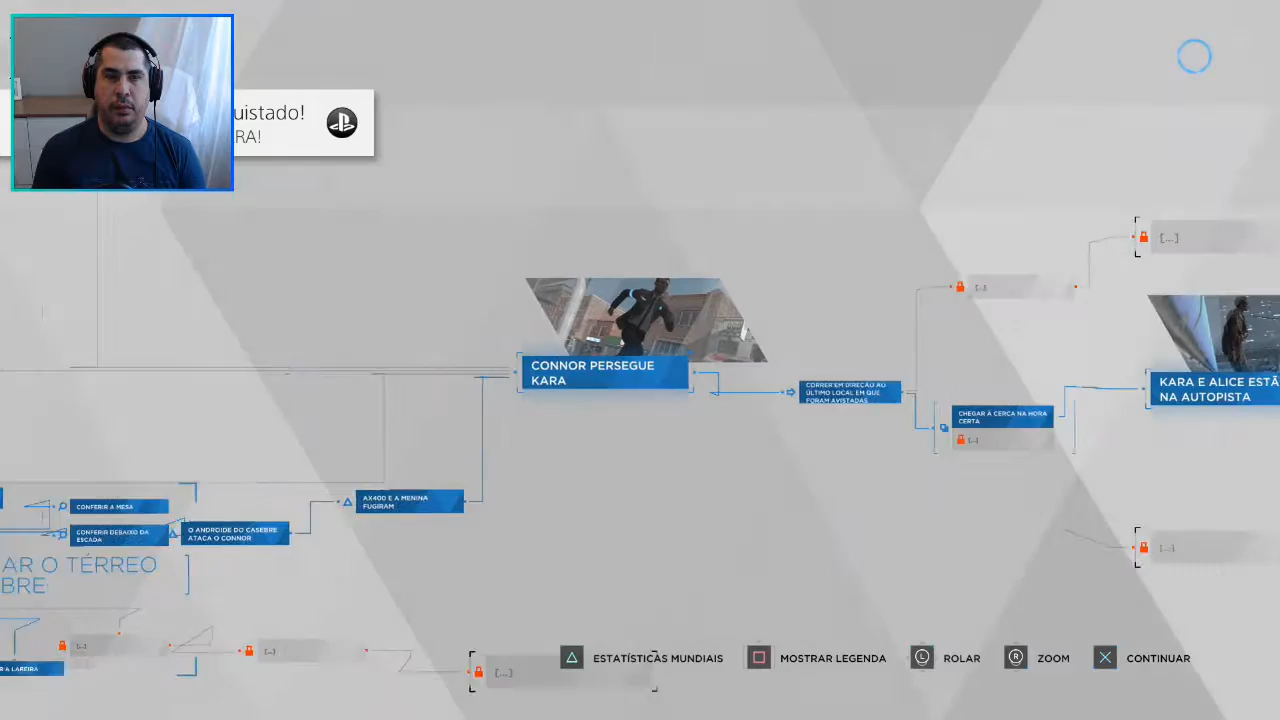 uistado!
RA!
[...]
[...]
CONNOR PERSEGUE
KARA
CORRER EM DIREÇÃO AO
ÚLTIMO LOCAL EM QUE
FORAM AVISTADAS
KARA E ALICE ESTÃ
NA AUTOPISTA
CHEGAR À CERCA NA HORA
CERTA
[...]
AX400 E A MENINA
FUGIRAM
CONFERIR A MESA
CONFERIR DEBAIXO DA
ESCADA
O ANDROIDE DO CASEBRE
ATACA O CONNOR
[...]
AR O TÉRREO
BRE
[...]
[...]
R A LAREIRA
[...]
ESTATÍSTICAS MUNDIAIS
MOSTRAR LEGENDA
L
ROLAR
R
ZOOM
CONTINUAR